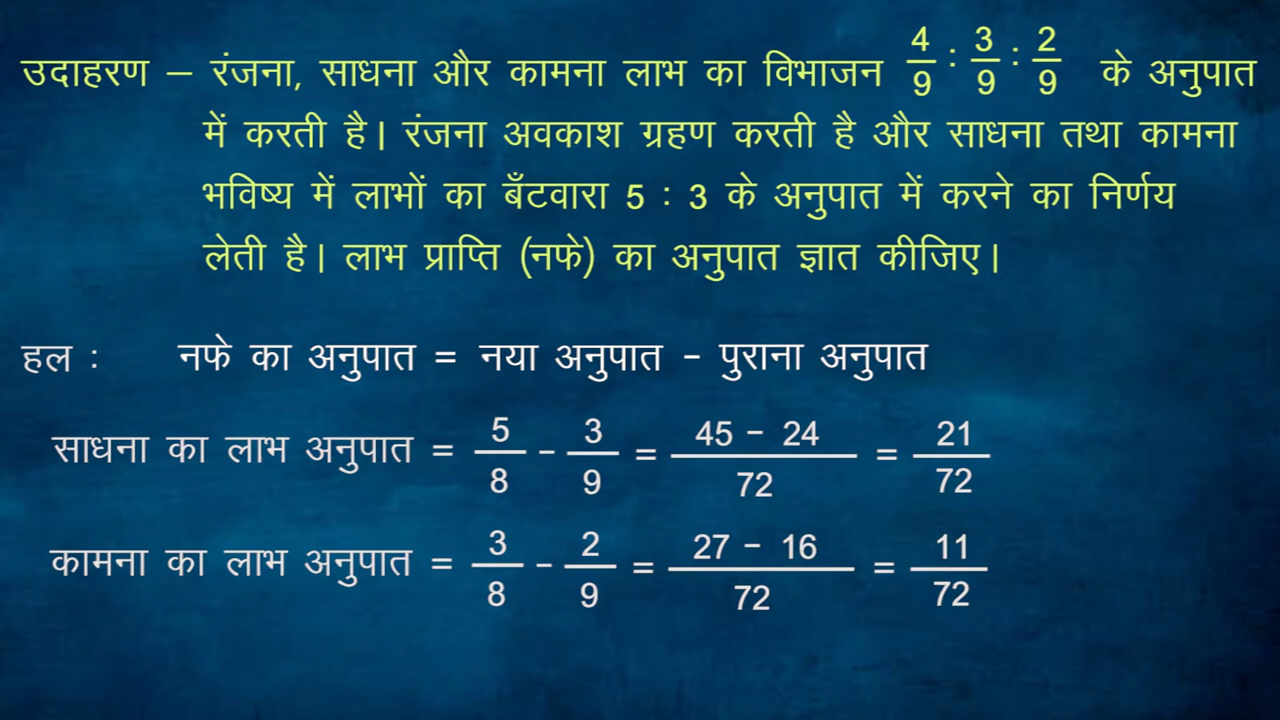 उदाहरण – रंजना, साधना और कामना लाभ का विभाजन 4/9 : 3/9 : 2/9 के अनुपात
में करती है। रंजना अवकाश ग्रहण करती है और साधना तथा कामना
भविष्य में लाभों का बँटवारा 5 : 3 के अनुपात में करने का निर्णय
लेती है। लाभ प्राप्ति (नफे) का अनुपात ज्ञात कीजिए।
हल : नफे का अनुपात = नया अनुपात - पुराना अनुपात
साधना का लाभ अनुपात = 5/8 - 3/9 = 45 - 24/72 = 21/72
कामना का लाभ अनुपात = 3/8 - 2/9 = 27 - 16/72 = 11/72